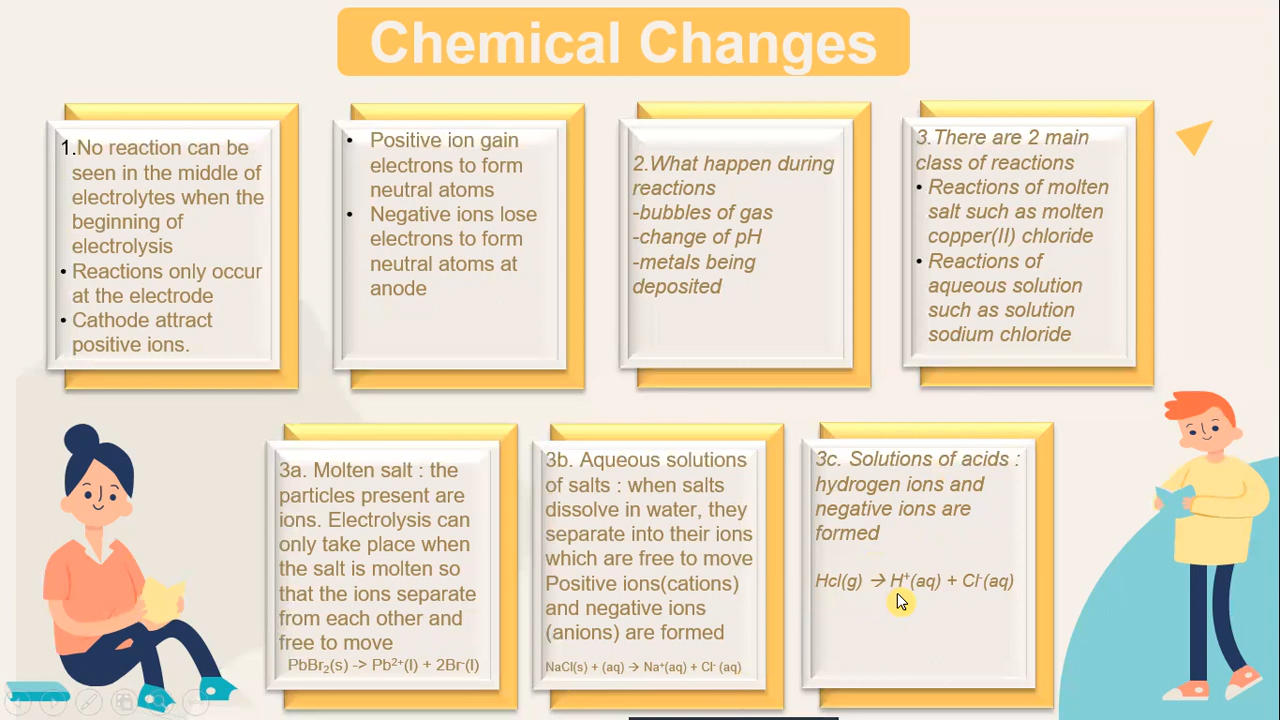 Chemical Changes
1.No reaction can be
seen in the middle of
electrolytes when the
beginning of
electrolysis
• Reactions only occur
at the electrode
• Cathode attract
positive ions.
• Positive ion gain
electrons to form
neutral atoms
• Negative ions lose
electrons to form
neutral atoms at
anode
2.What happen during
reactions
-bubbles of gas
-change of pH
-metals being
deposited
3.There are 2 main
class of reactions
• Reactions of molten
salt such as molten
copper(II) chloride
• Reactions of
aqueous solution
such as solution
sodium chloride
3a. Molten salt : the
particles present are
ions. Electrolysis can
only take place when
the salt is molten so
that the ions separate
from each other and
free to move
PbBr₂(s) -> Pb²⁺(l) + 2Br⁻(l)
3b. Aqueous solutions
of salts : when salts
dissolve in water, they
separate into their ions
which are free to move
Positive ions(cations)
and negative ions
(anions) are formed
NaCl(s) + (aq) → Na⁺(aq) + Cl⁻ (aq)
3c. Solutions of acids :
hydrogen ions and
negative ions are
formed
Hcl(g) → H⁺(aq) + Cl⁻(aq)